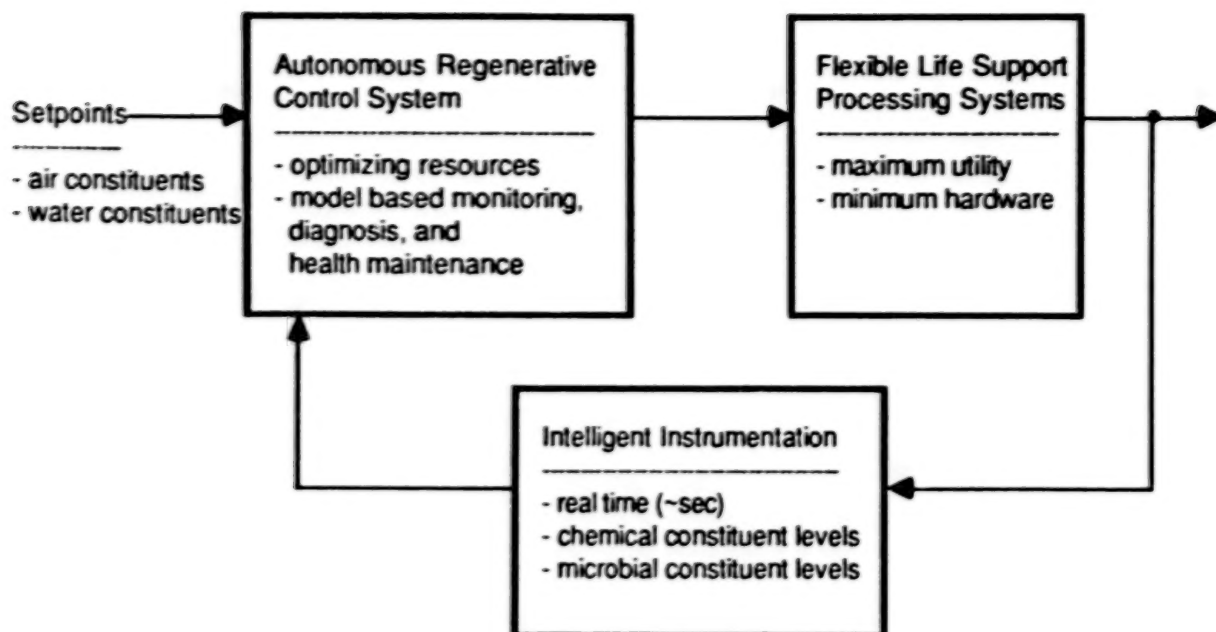 Setpoints
- air constituents
- water constituents
Autonomous Regenerative
Control System
- optimizing resources
- model based monitoring,
diagnosis, and
health maintenance
Flexible Life Support
Processing Systems
- maximum utility
- minimum hardware
Intelligent Instrumentation
- real time (~sec)
- chemical constituent levels
- microbial constituent levels